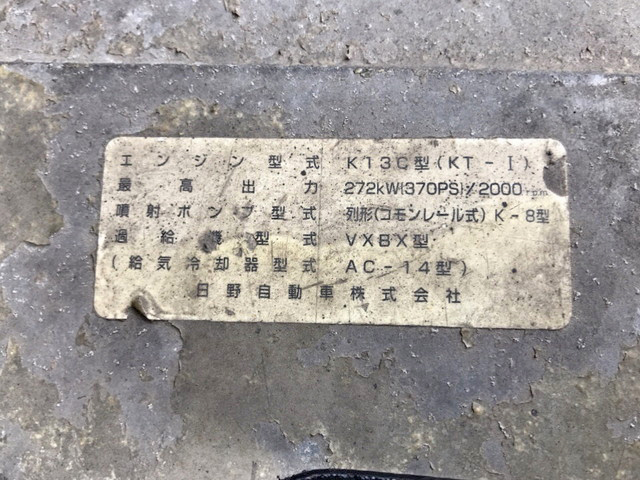 エンジン型式 K13C型(KT-I)
最高出力 272kW(370PS)/2000rpm
噴射ポンプ型式 列形(コモンレール式)K-8型
過給機型式 VXBX型
(給気冷却器型式 AC-14型)
日野自動車株式会社